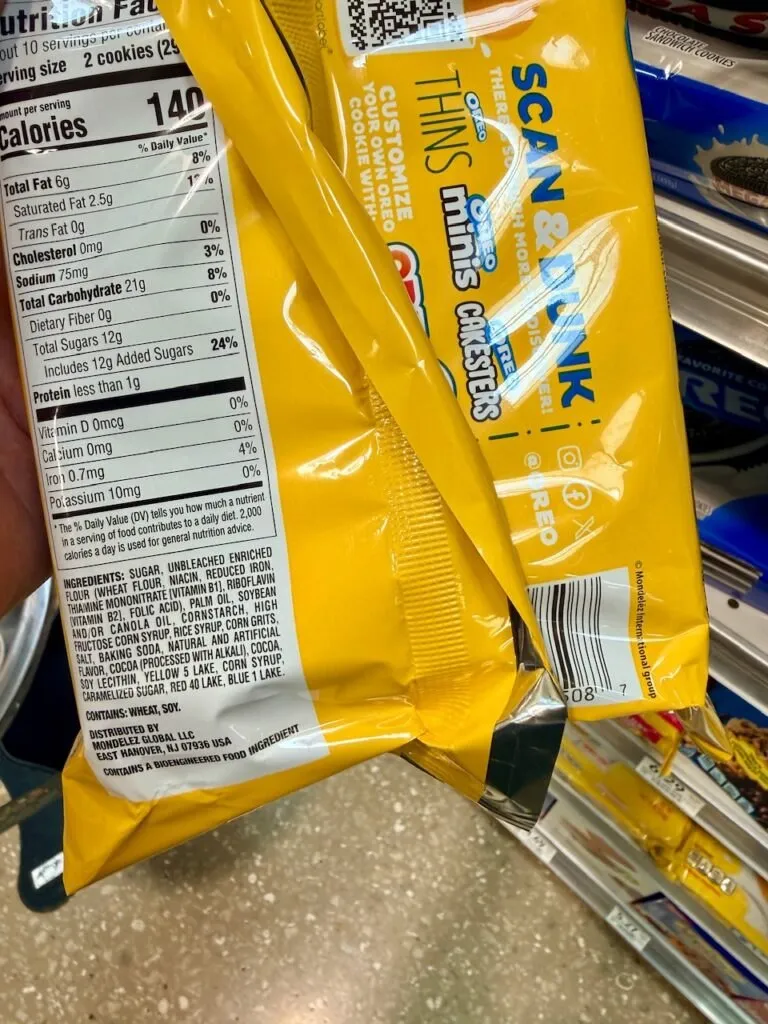 out 10 servings per
erving size 2 cookies (29
mount per serving
Calories 140
% Daily Value*
Total Fat 6g 8%
Saturated Fat 2.5g
Trans Fat 0g
Cholesterol 0mg 0%
Sodium 75mg 3%
Total Carbohydrate 21g 8%
Dietary Fiber 0g 0%
Total Sugars 12g
Includes 12g Added Sugars 24%
Protein less than 1g
Vitamin D 0mcg 0%
Calcium 0mg 0%
Iron 0.7mg 4%
Potassium 10mg 0%
* The % Daily Value (DV) tells you how much a nutrient
in a serving of food contributes to a daily diet. 2,000
calories a day is used for general nutrition advice.
INGREDIENTS: SUGAR, UNBLEACHED ENRICHED
FLOUR (WHEAT FLOUR, NIACIN, REDUCED IRON,
THIAMINE MONONITRATE [VITAMIN B1], RIBOFLAVIN
[VITAMIN B2], FOLIC ACID), PALM OIL, SOYBEAN
AND/OR CANOLA OIL, CORNSTARCH, HIGH
FRUCTOSE CORN SYRUP, RICE SYRUP, CORN GRITS,
SALT, BAKING SODA, NATURAL AND ARTIFICIAL
FLAVOR, COCOA (PROCESSED WITH ALKALI), COCOA,
SOY LECITHIN, YELLOW 5 LAKE, CORN SYRUP,
CARAMELIZED SUGAR, RED 40 LAKE, BLUE 1 LAKE.
CONTAINS: WHEAT, SOY.
DISTRIBUTED BY
MONDELEZ GLOBAL LLC
EAST HANOVER, NJ 07936 USA
CONTAINS A BIOENGINEERED FOOD INGREDIENT
SCAN & DUNK
CUSTOMIZE
YOUR OWN OREO
COOKIE WITH
OREO
THINS
OREO
minis
CAKESTERS
@OREO
© Mondelēz International group
508 7
CHOCOLATE
SANDWICH COOKIES